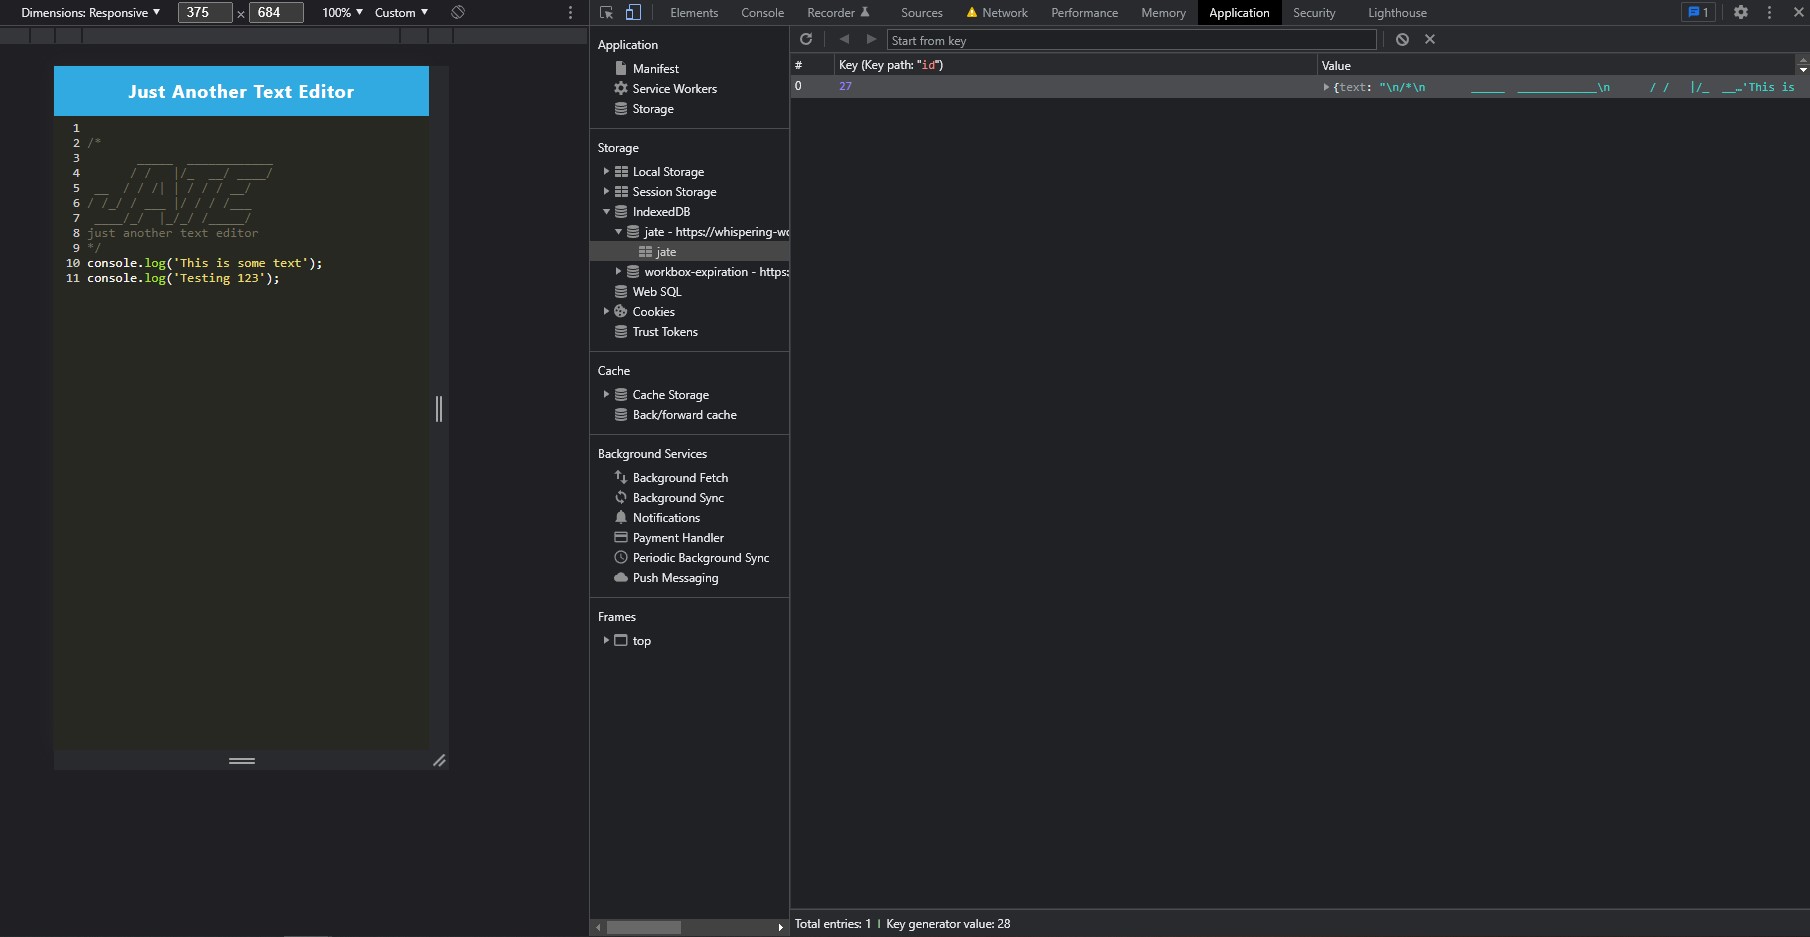 Dimensions: Responsive 375 × 684 100% Custom
Elements Console Recorder Sources Network Performance Memory Application Security Lighthouse 1
Just Another Text Editor
1
2 /*
3        _____  ____________
4       / /   |/_  __/ ____/
5  __  / / /| | / / / __/
6 / /_/ / ___ |/ / / /___
7  ____/_/  |_/_/ /_____/
8 just another text editor
9 */
10 console.log('This is some text');
11 console.log('Testing 123');
Application
Manifest
Service Workers
Storage
Storage
Local Storage
Session Storage
IndexedDB
jate - https://whispering-wo
jate
workbox-expiration - https:
Web SQL
Cookies
Trust Tokens
Cache
Cache Storage
Back/forward cache
Background Services
Background Fetch
Background Sync
Notifications
Payment Handler
Periodic Background Sync
Push Messaging
Frames
top
Start from key
# Key (Key path: "id") Value
0 27 {text: "\n/*\n       _____  ____________\n      / /   |/_  __…'This is
Total entries: 1 Key generator value: 28